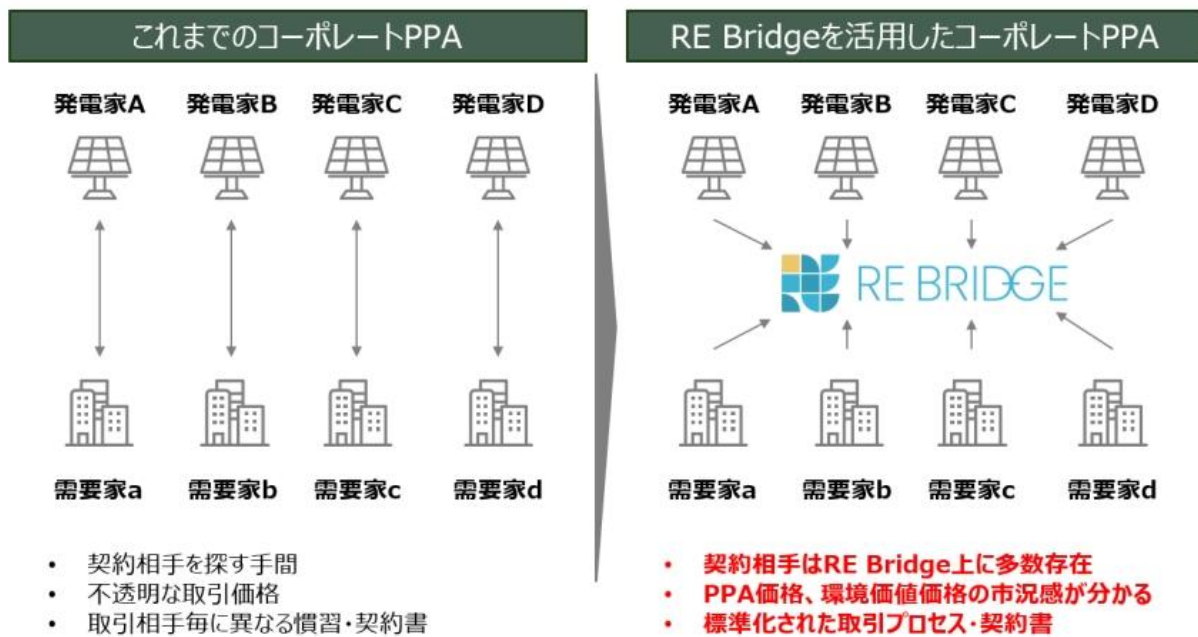 これまでのコーポレートPPA
発電家A 発電家B 発電家C 発電家D
需要家a 需要家b 需要家c 需要家d
• 契約相手を探す手間
• 不透明な取引価格
• 取引相手毎に異なる慣習・契約書
RE Bridgeを活用したコーポレートPPA
発電家A 発電家B 発電家C 発電家D
RE BRIDGE
需要家a 需要家b 需要家c 需要家d
• 契約相手はRE Bridge上に多数存在
• PPA価格、環境価値価格の市況感が分かる
• 標準化された取引プロセス・契約書